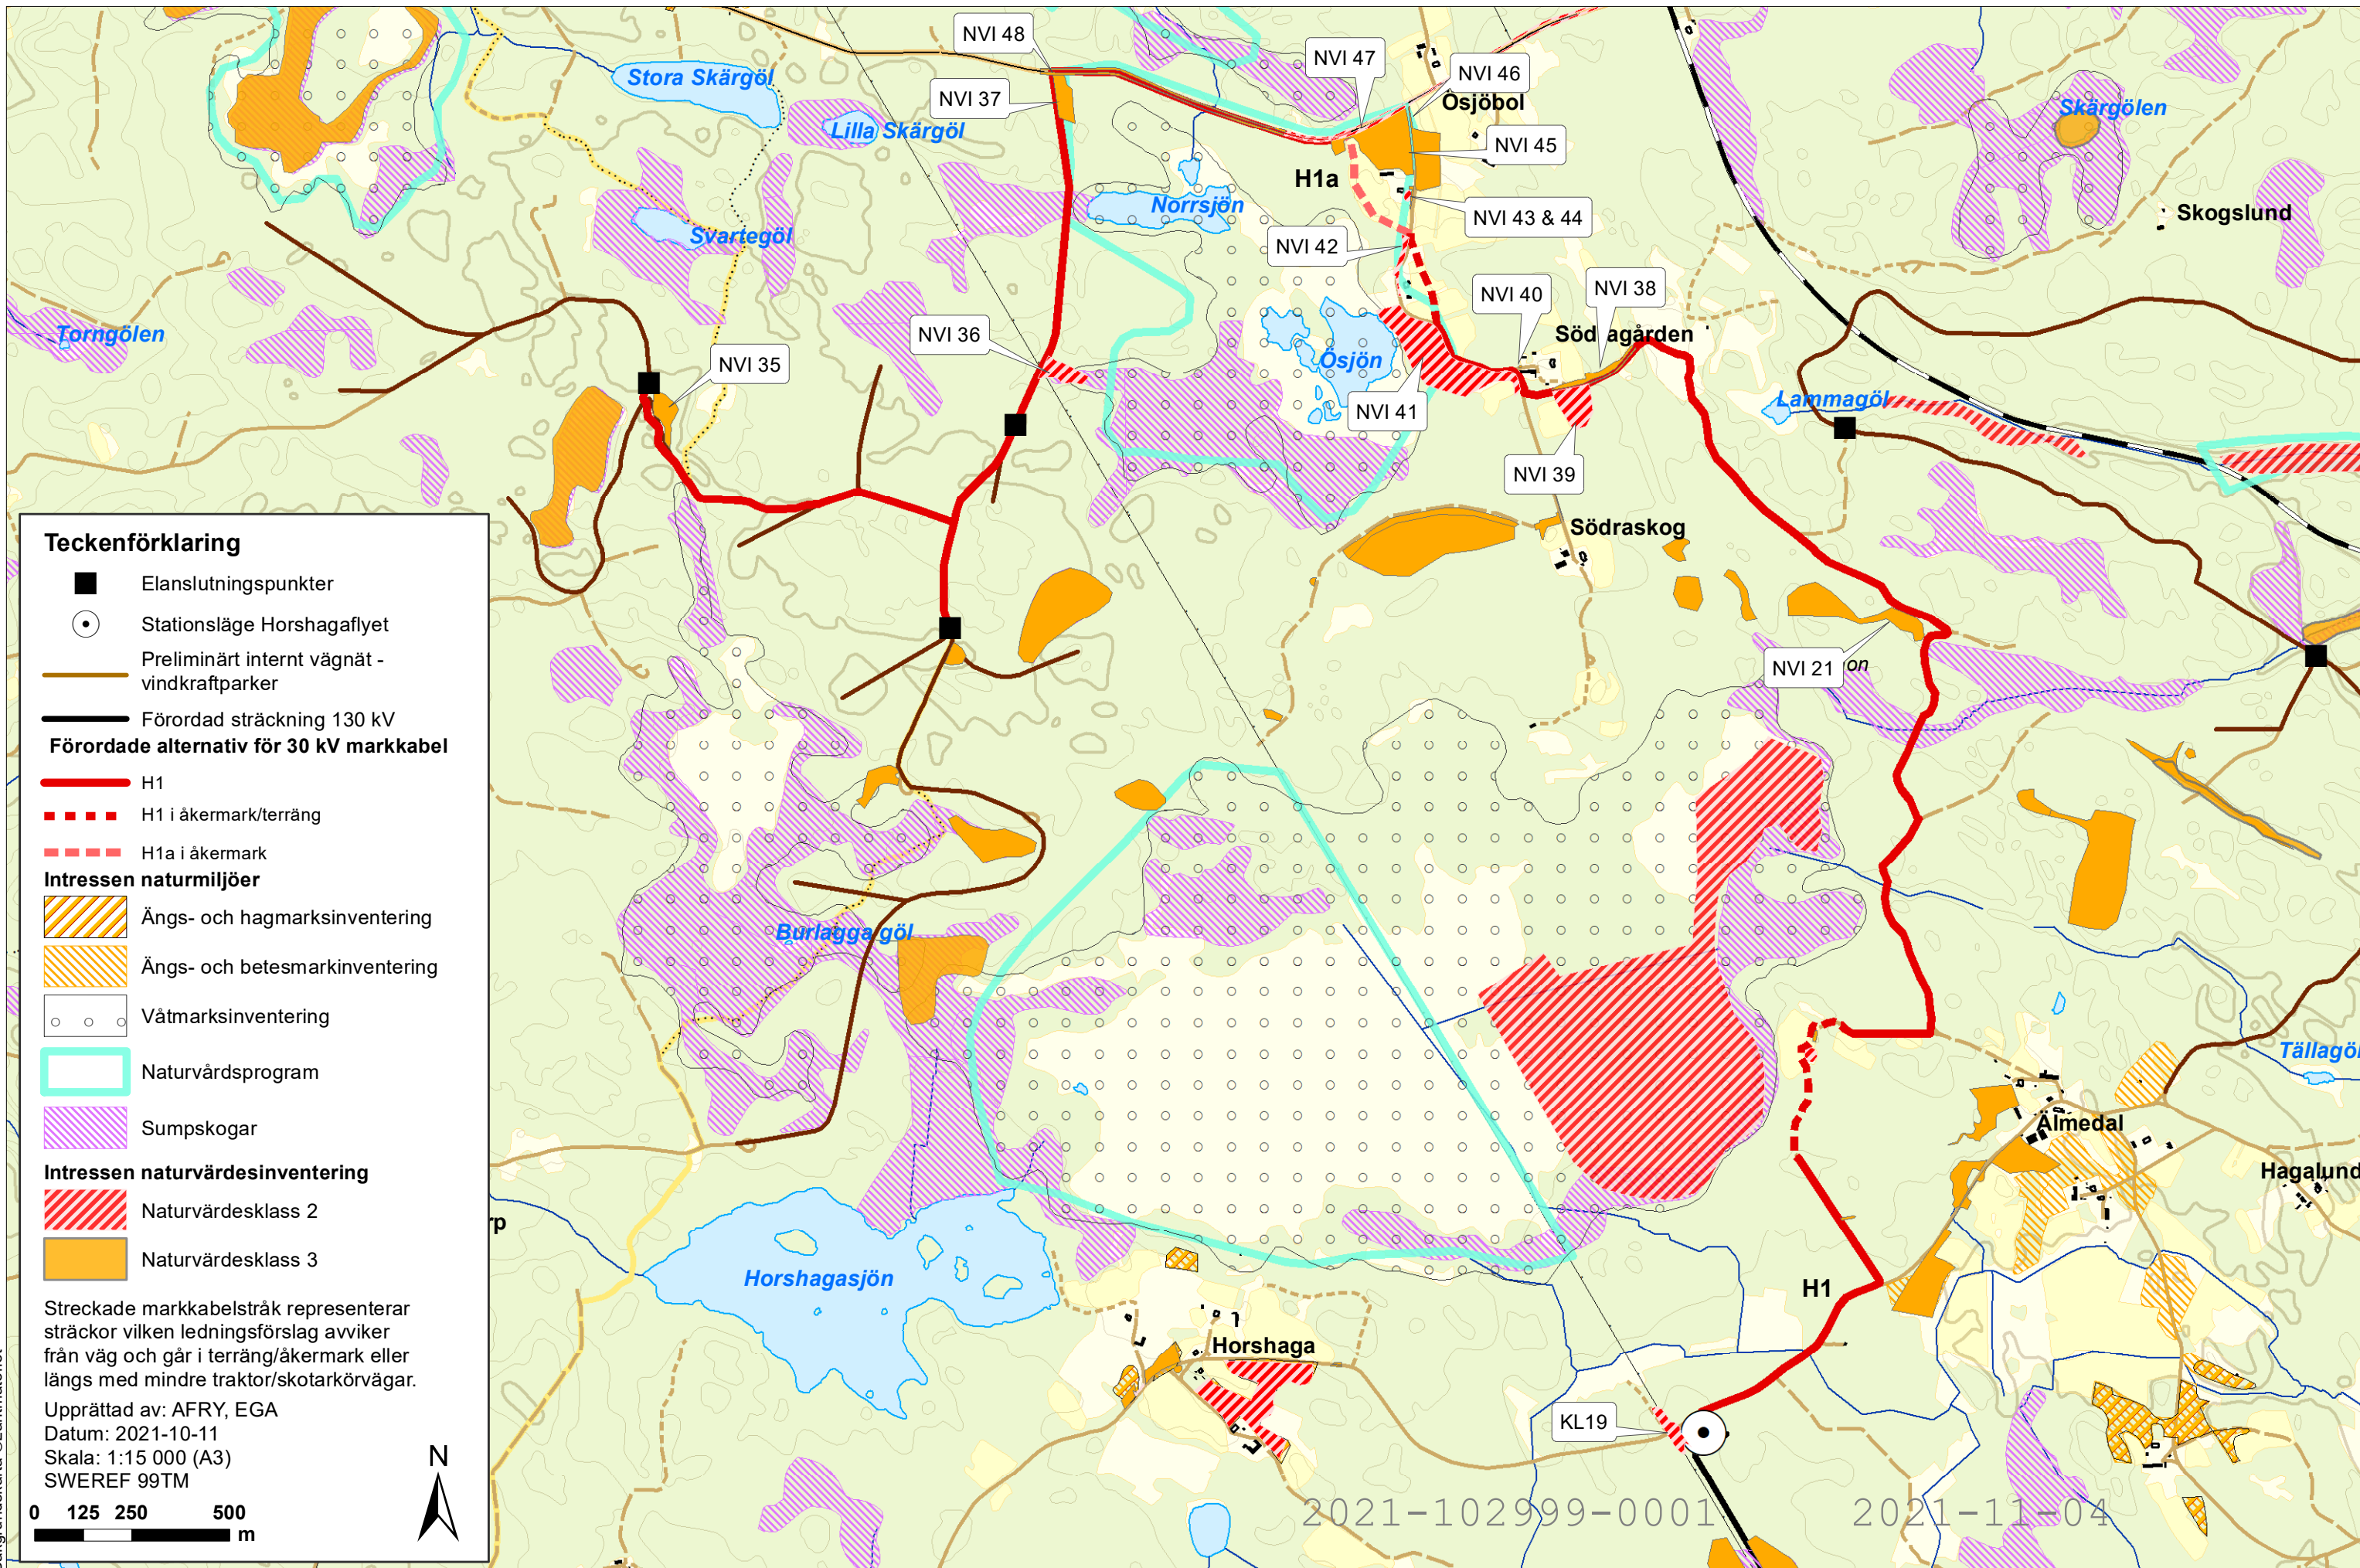 NVI 48
NVI 47
NVI 46
Stora Skärgöl
NVI 37
Ösjöbol
Skärgölen
Lilla Skärgöl
NVI 45
H1a
Norrsjön
NVI 43 & 44
Skogslund
Svartegöl
NVI 42
NVI 40
NVI 38
Torngölen
NVI 36
NVI 35
Ösjön
Lammagöl
NVI 41
NVI 39
Södraskog
NVI 21
on
Burlagga göl
Tällagöl
Älmedal
Hagalund
rp
Horshagasjön
H1
Horshaga
KL19
2021-102999-0001
2021-11-04
Teckenförklaring
Elanslutningspunkter
Stationsläge Horshagaflyet
Preliminärt internt vägnät -
vindkraftparker
Förordad sträckning 130 kV
Förordade alternativ för 30 kV markkabel
H1
H1 i åkermark/terräng
H1a i åkermark
Intressen naturmiljöer
Ängs- och hagmarksinventering
Ängs- och betesmarkinventering
Våtmarksinventering
Naturvårdsprogram
Sumpskogar
Intressen naturvärdesinventering
Naturvärdesklass 2
Naturvärdesklass 3
Streckade markkabelstråk representerar
sträckor vilken ledningsförslag avviker
från väg och går i terräng/åkermark eller
längs med mindre traktor/skotarkörvägar.
Upprättad av: AFRY, EGA
Datum: 2021-10-11
Skala: 1:15 000 (A3)
SWEREF 99TM
N
0 125 250 500
m